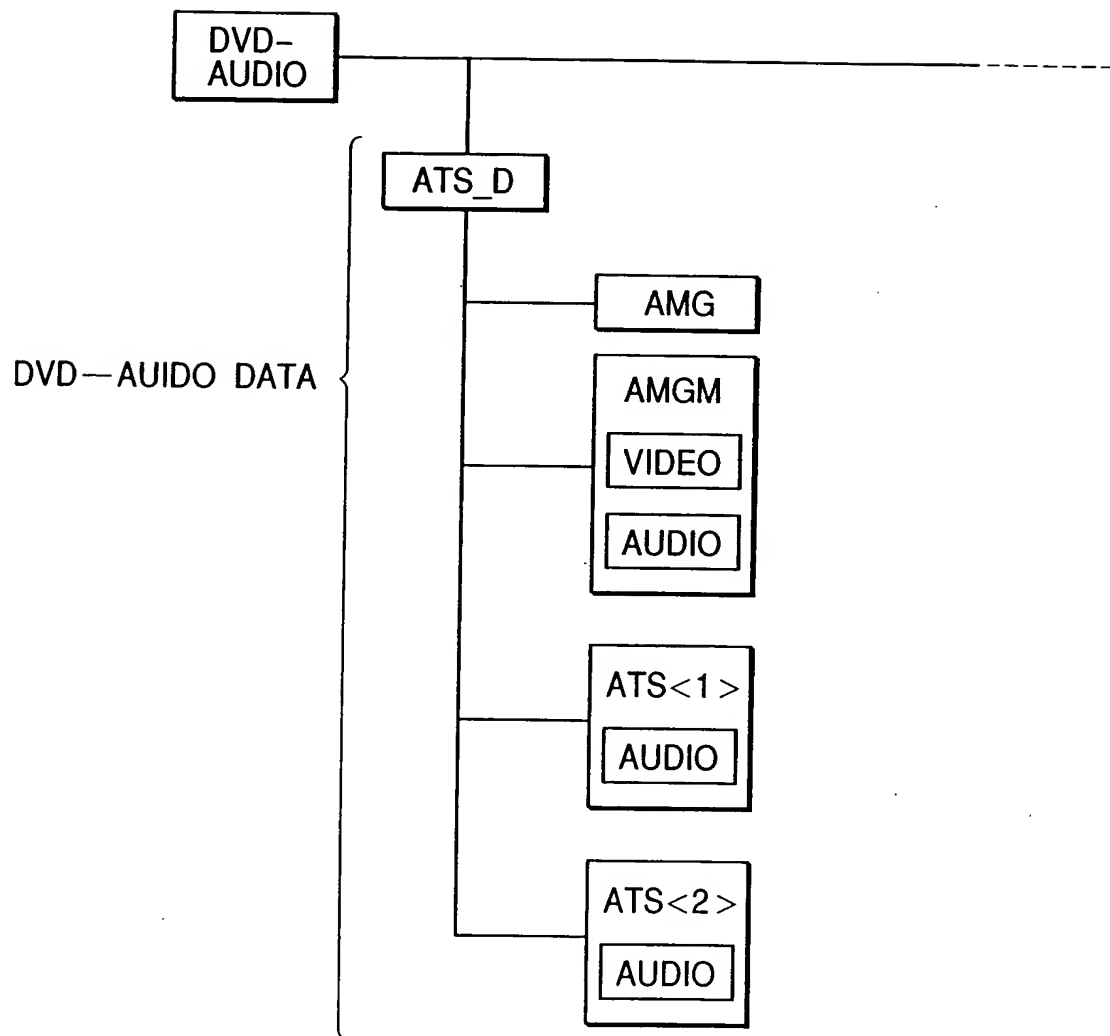 DVD-
AUDIO
ATS_D
AMG
DVD—AUIDO DATA
AMGM
VIDEO
AUDIO
ATS<1>
AUDIO
ATS<2>
AUDIO